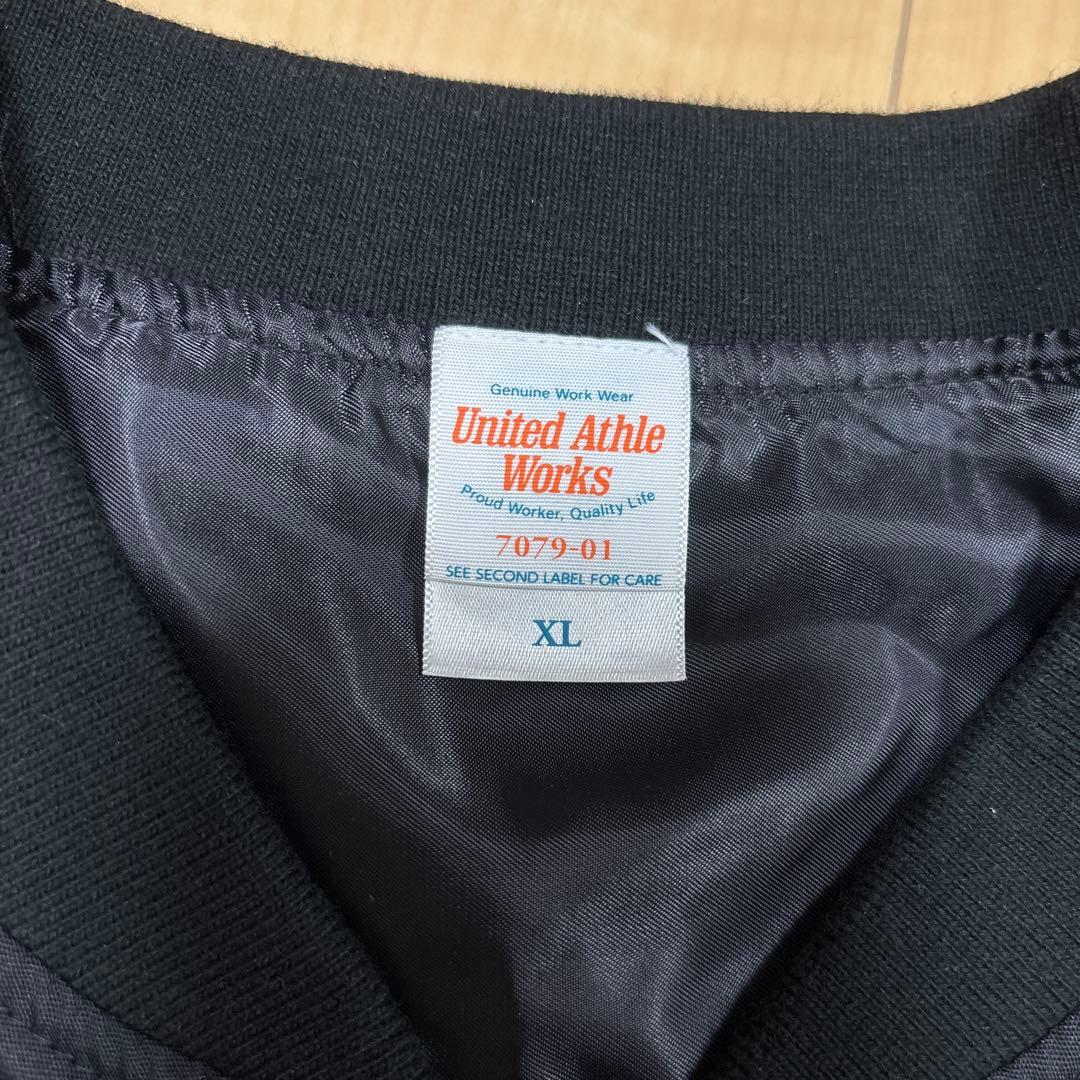 Genuine Work Wear
United Athle
Works
Proud Worker, Quality Life
7079-01
SEE SECOND LABEL FOR CARE
XL